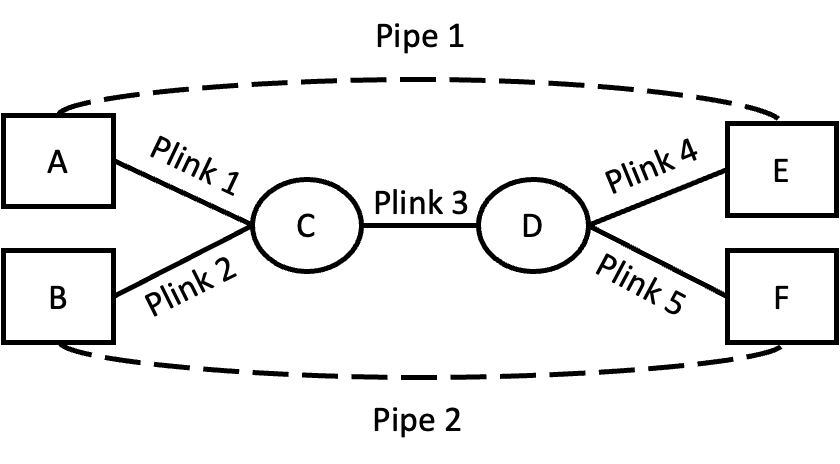 Pipe 1
A
Plink 1
Plink 4
E
C
Plink 3
D
B
Plink 2
Plink 5
F
Pipe 2